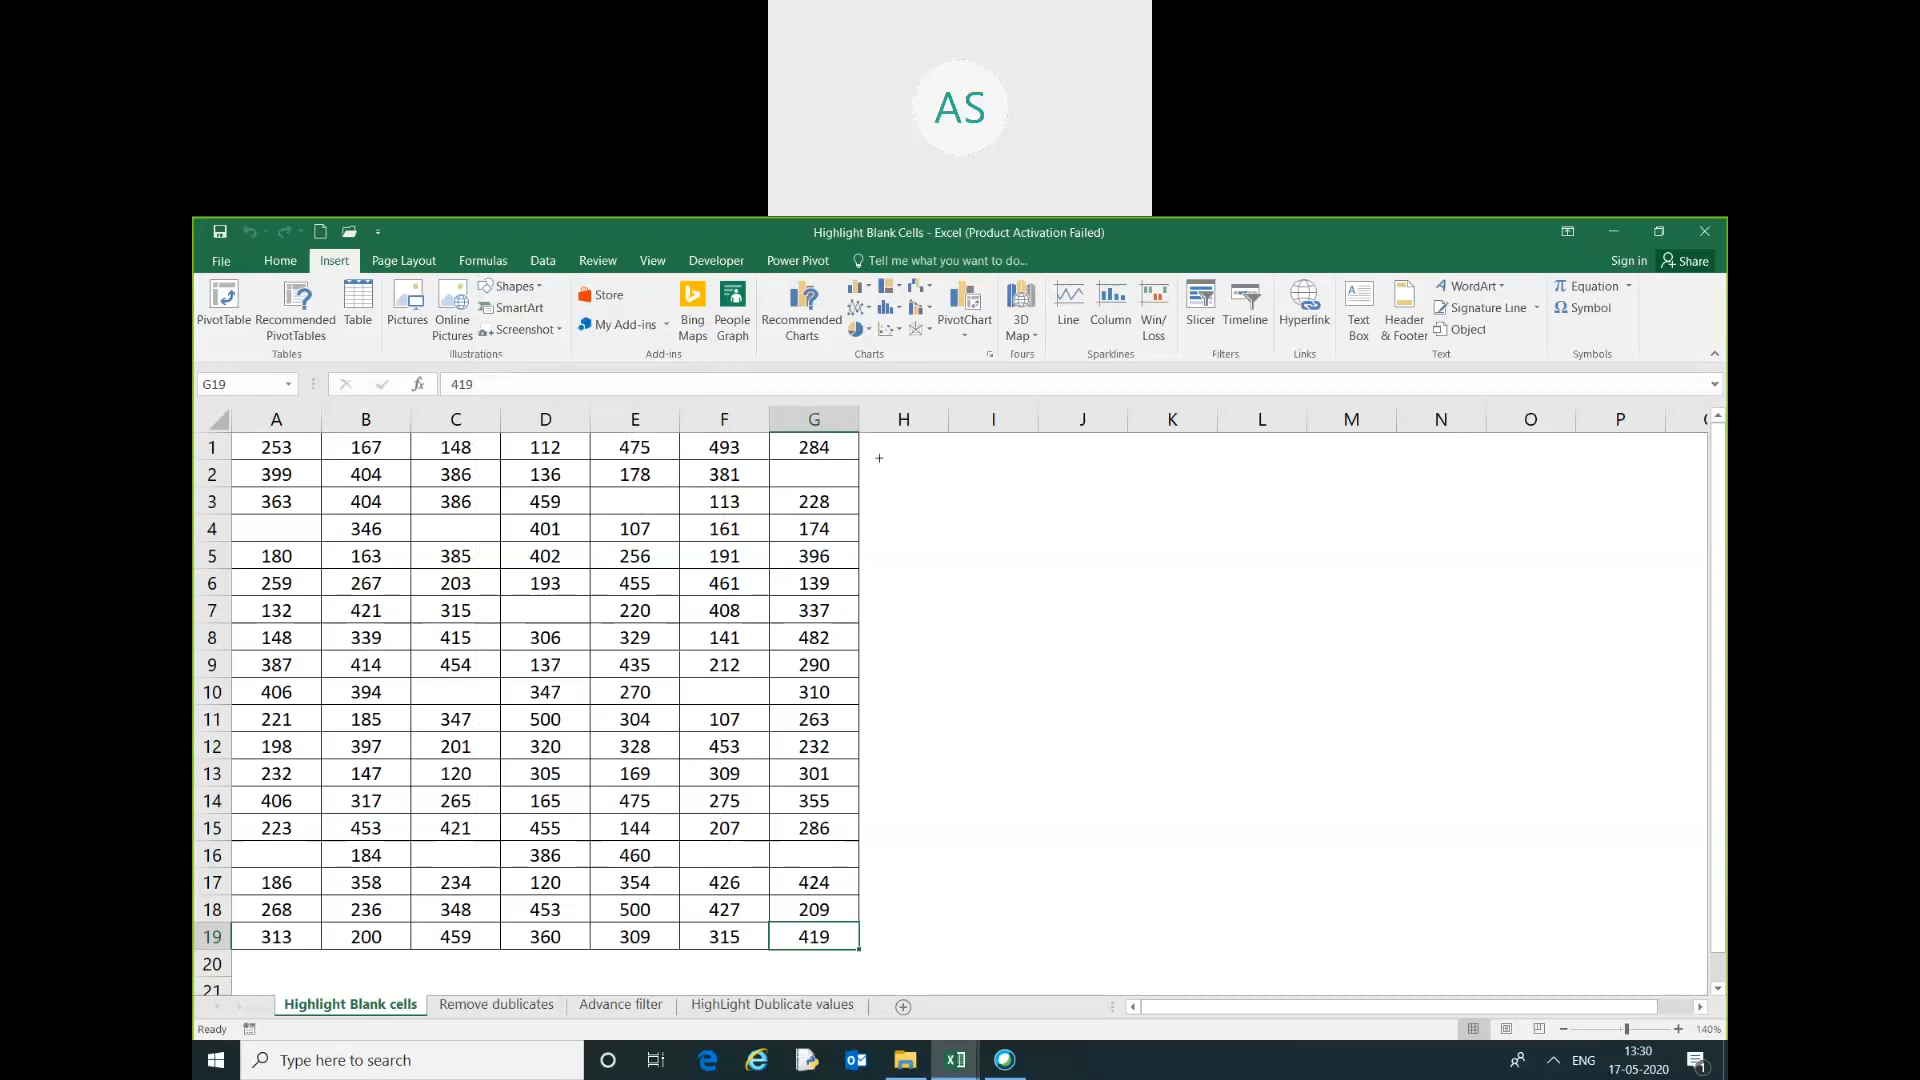 AS
Highlight Blank Cells - Excel (Product Activation Failed)
File Home Insert Page Layout Formulas Data Review View Developer Power Pivot Tell me what you want to do... Sign in Share
PivotTable Recommended PivotTables Table Pictures Online Pictures Shapes SmartArt Screenshot Store My Add-ins Bing Maps People Graph Recommended Charts PivotChart 3D Map Line Column Win/Loss Slicer Timeline Hyperlink Text Box Header & Footer WordArt Signature Line Object Equation Symbol
Tables Illustrations Add-ins Charts Tours Sparklines Filters Links Text Symbols
G19 fx 419
A B C D E F G H I J K L M N O P
1 253 167 148 112 475 493 284
2 399 404 386 136 178 381
3 363 404 386 459 113 228
4 346 401 107 161 174
5 180 163 385 402 256 191 396
6 259 267 203 193 455 461 139
7 132 421 315 220 408 337
8 148 339 415 306 329 141 482
9 387 414 454 137 435 212 290
10 406 394 347 270 310
11 221 185 347 500 304 107 263
12 198 397 201 320 328 453 232
13 232 147 120 305 169 309 301
14 406 317 265 165 475 275 355
15 223 453 421 455 144 207 286
16 184 386 460
17 186 358 234 120 354 426 424
18 268 236 348 453 500 427 209
19 313 200 459 360 309 315 419
20
21
Highlight Blank cells Remove dublicates Advance filter HighLight Dublicate values
Ready 140%
Type here to search ENG 13:30 1
17-05-2020